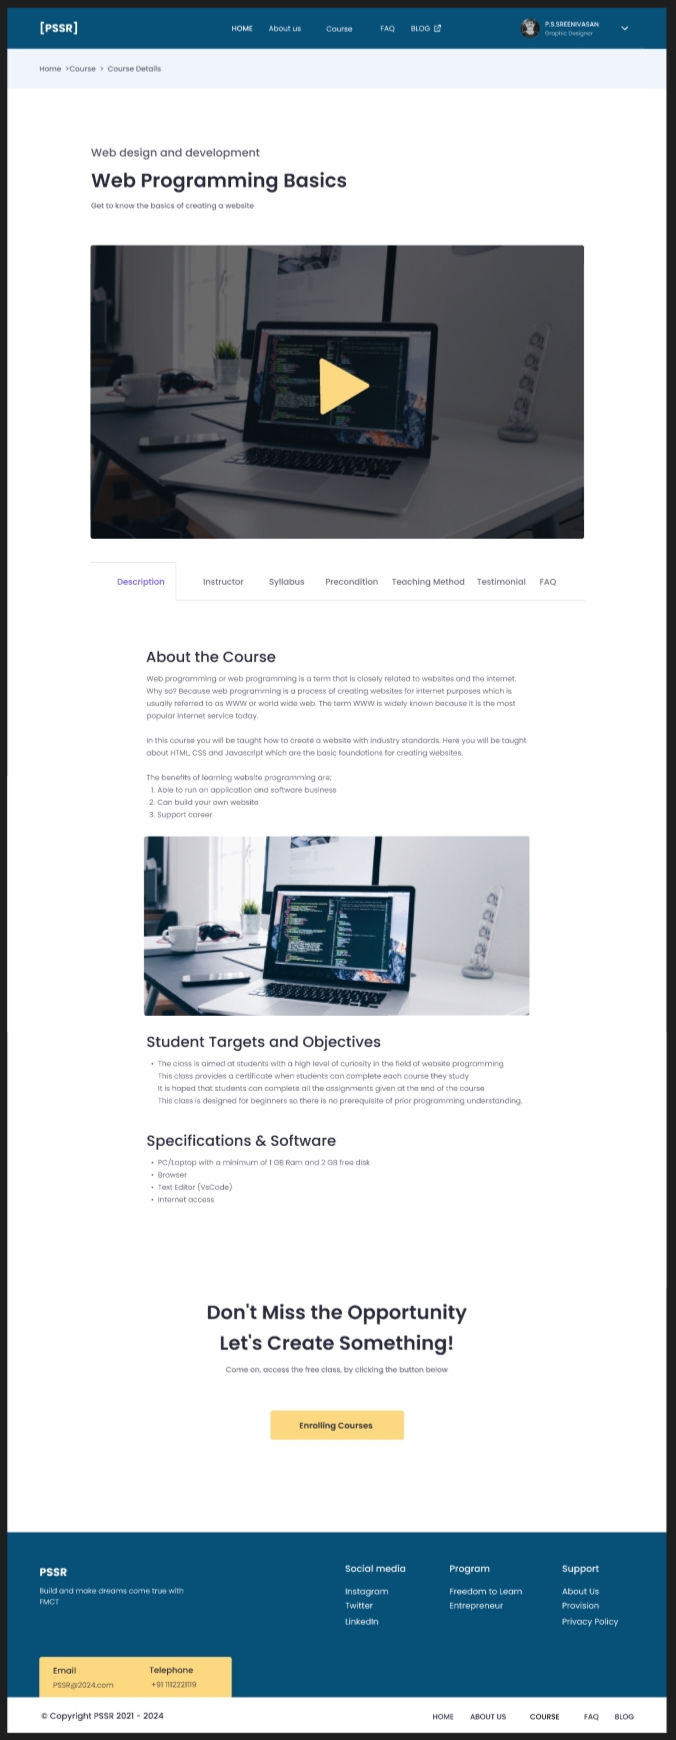 [PSSR]
HOME About us Course FAQ BLOG
P.S.SREENIVASAN
Graphic Designer
Home >Course > Course Details
Web design and development
Web Programming Basics
Get to know the basics of creating a website
Description Instructor Syllabus Precondition Teaching Method Testimonial FAQ
About the Course
Web programming or web programming is a term that is closely related to websites and the internet.
Why so? Because web programming is a process of creating websites for internet purposes which is
usually referred to as WWW or world wide web. The term WWW is widely known because it is the most
popular internet service today.
In this course you will be taught how to create a website with industry standards. Here you will be taught
about HTML, CSS and Javascript which are the basic foundations for creating websites.
The benefits of learning website programming are;
1. Able to run an application and software business
2. Can build your own website
3. Support career
Student Targets and Objectives
• The class is aimed at students with a high level of curiosity in the field of website programming
This class provides a certificate when students can complete each course they study
It is hoped that students can complete all the assignments given at the end of the course
This class is designed for beginners so there is no prerequisite of prior programming understanding.
Specifications & Software
• PC/Laptop with a minimum of 1 GB Ram and 2 GB free disk
• Browser
• Text Editor (VsCode)
• Internet access
Don't Miss the Opportunity
Let's Create Something!
Come on, access the free class, by clicking the button below
Enrolling Courses
PSSR
Build and make dreams come true with
FMCT
Social media
Instagram
Twitter
LinkedIn
Program
Freedom to Learn
Entrepreneur
Support
About Us
Provision
Privacy Policy
Email
PSSR@2024.com
Telephone
+91 1112221119
© Copyright PSSR 2021 - 2024
HOME ABOUT US COURSE FAQ BLOG